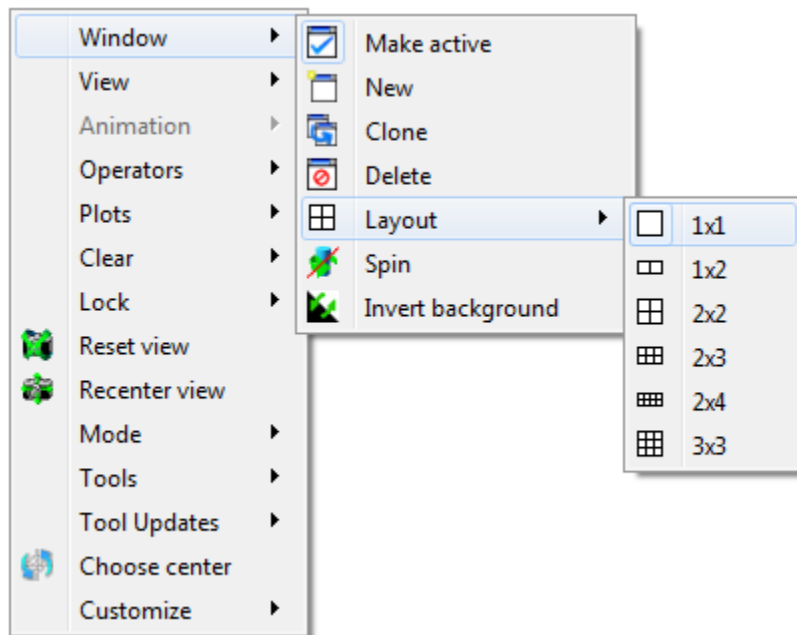 Window
View
Animation
Operators
Plots
Clear
Lock
Reset view
Recenter view
Mode
Tools
Tool Updates
Choose center
Customize
Make active
New
Clone
Delete
Layout
Spin
Invert background
1x1
1x2
2x2
2x3
2x4
3x3